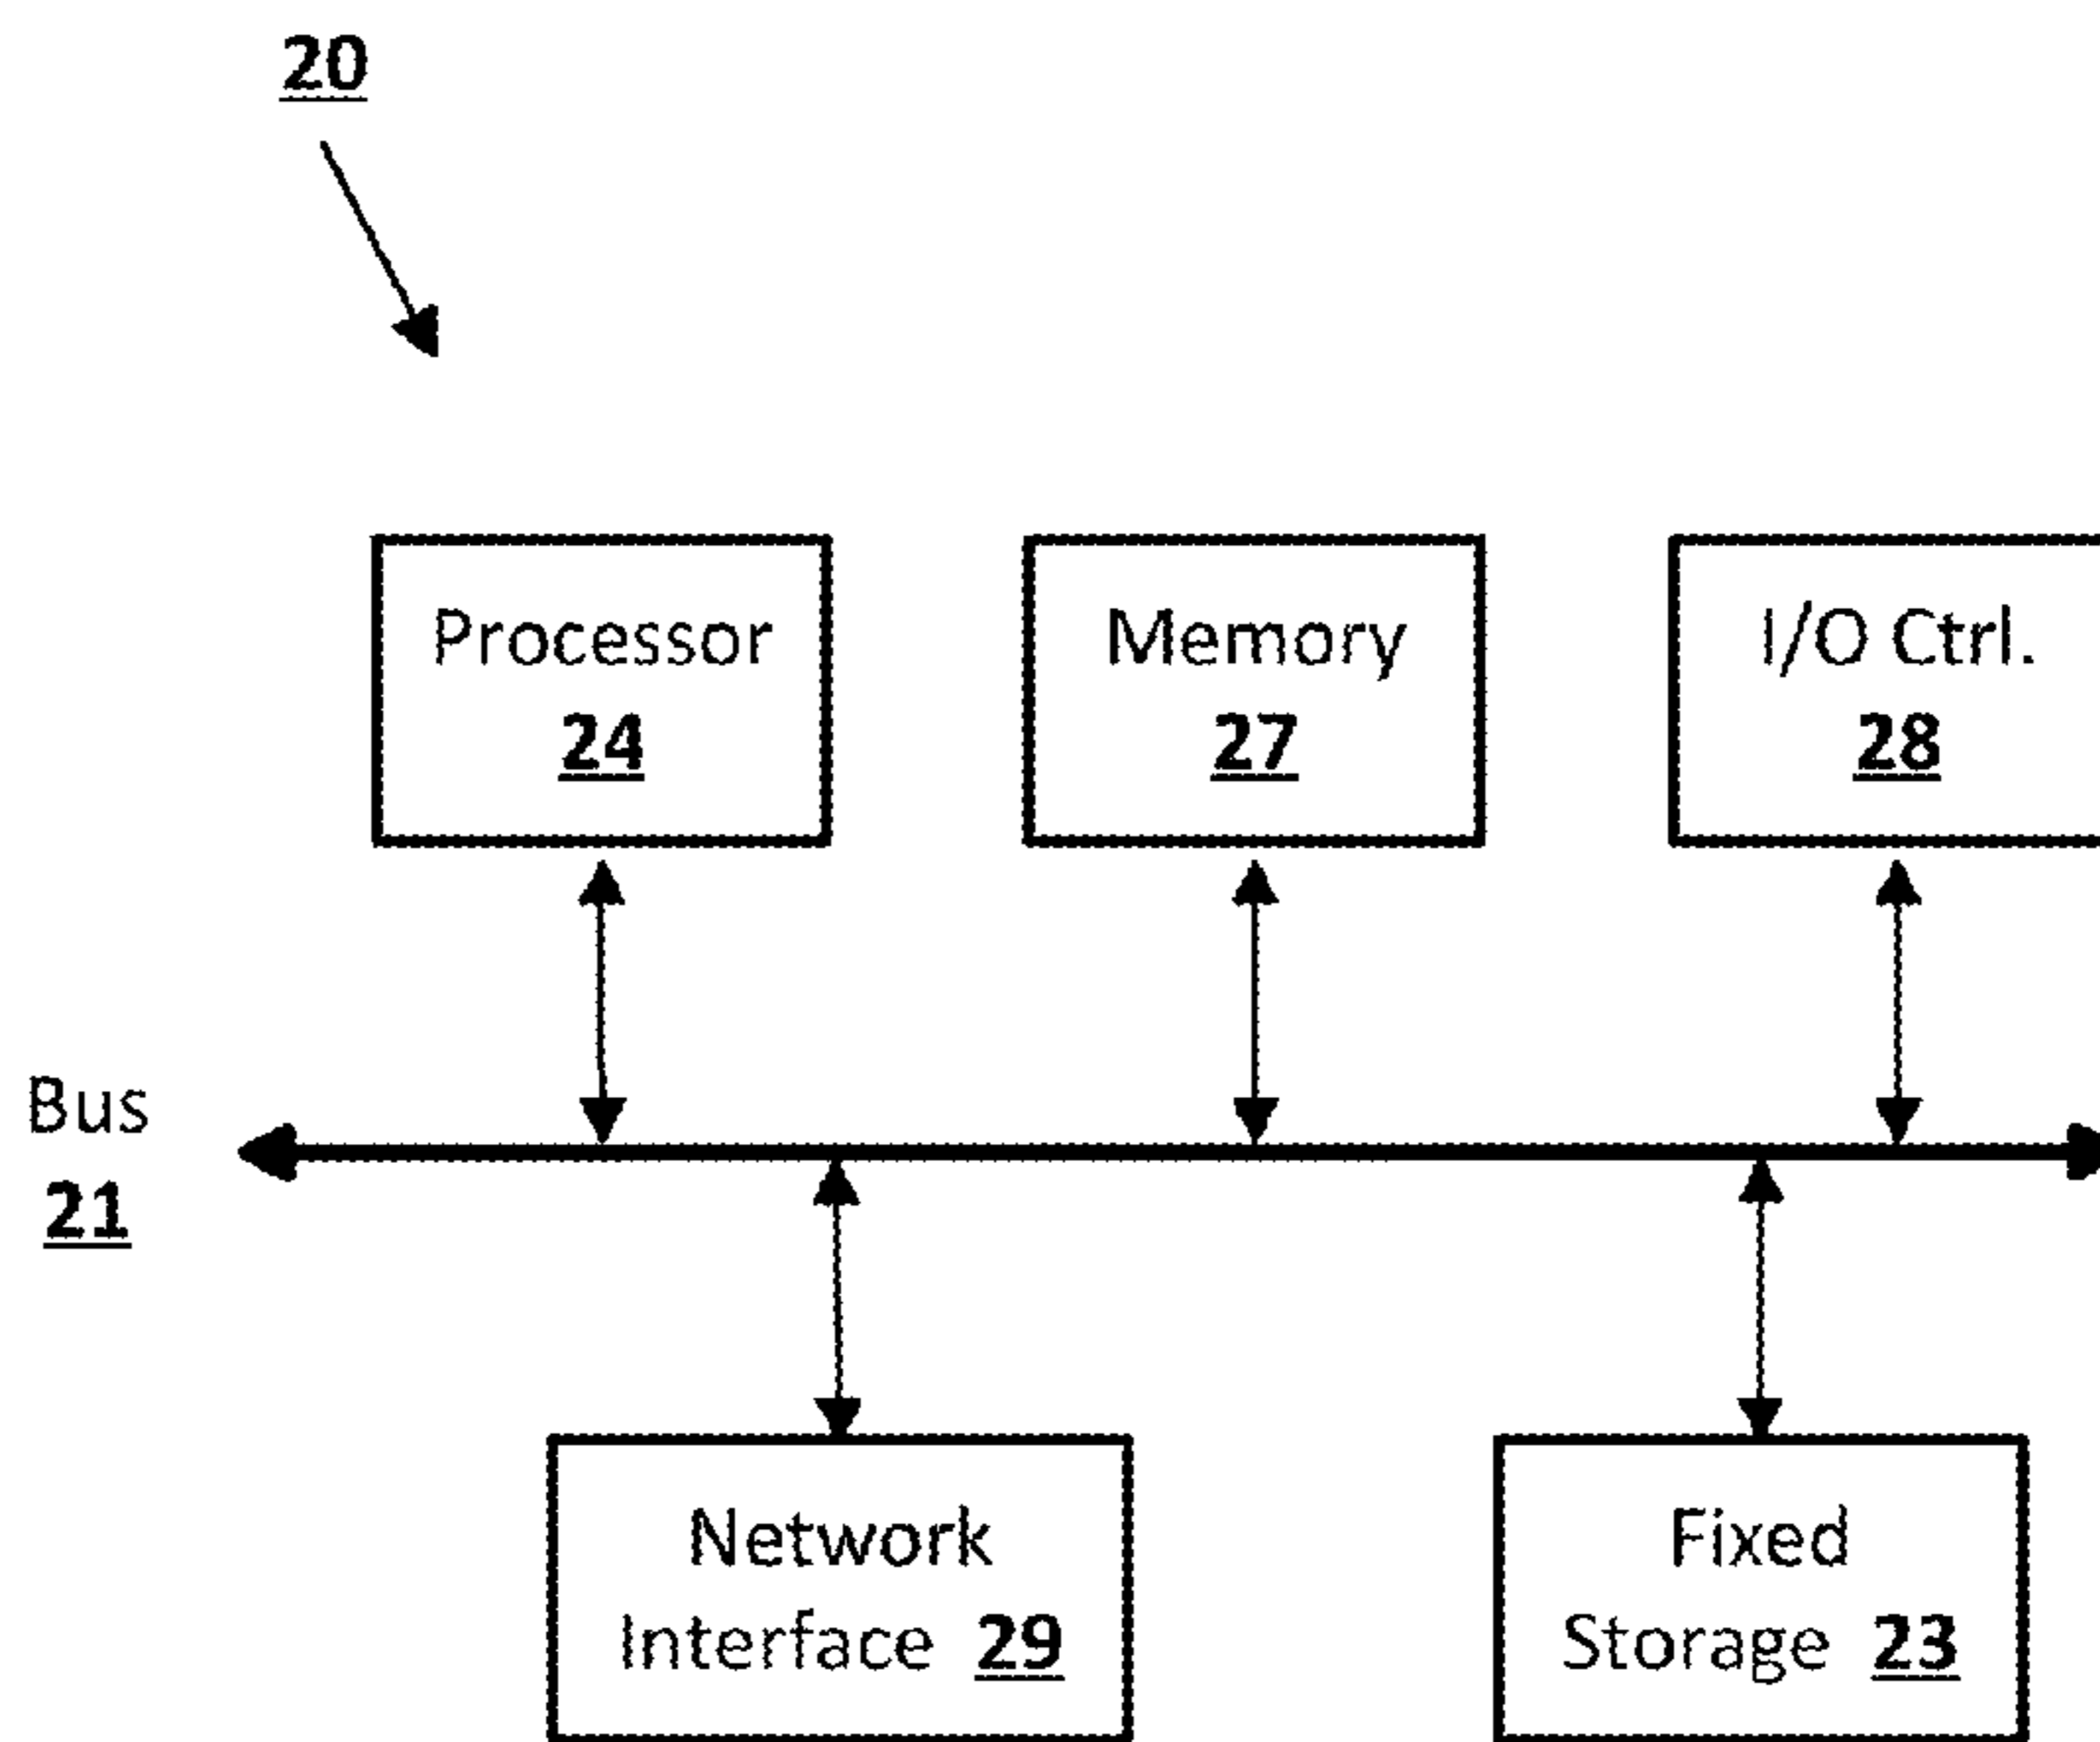 20
Processor
24
Memory
27
I/O Ctrl.
28
Bus
21
Network
Interface 29
Fixed
Storage 23